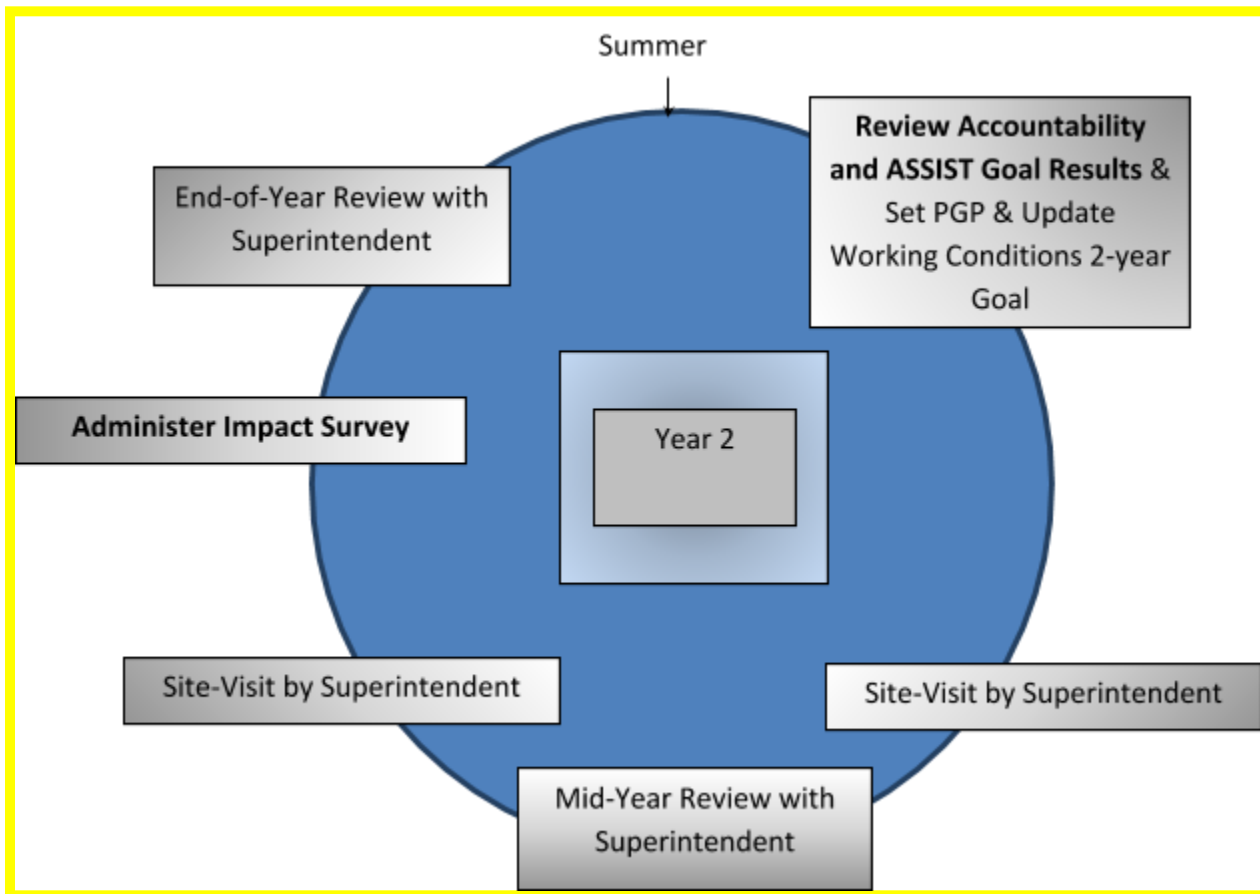 Summer
Review Accountability
and ASSIST Goal Results &
Set PGP & Update
Working Conditions 2-year
Goal
End-of-Year Review with
Superintendent
Administer Impact Survey
Year 2
Site-Visit by Superintendent
Site-Visit by Superintendent
Mid-Year Review with
Superintendent